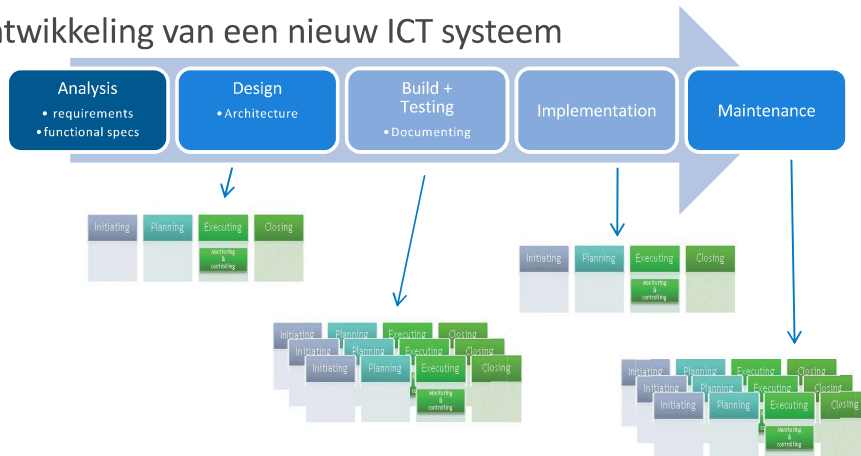 ntwikkeling van een nieuw ICT systeem
Analysis
• requirements
• functional specs
Design
• Architecture
Build +
Testing
• Documenting
Implementation
Maintenance
Initiating Planning Executing Closing
Monitoring
&
controlling
Initiating Planning Executing Closing
Monitoring
&
controlling
Initiating Planning Executing Closing
Initiating Planning Executing Closing
Initiating Planning Executing Closing
Monitoring
&
controlling
Initiating Planning Executing Closing
Initiating Planning Executing Closing
Initiating Planning Executing Closing
Monitoring
&
controlling